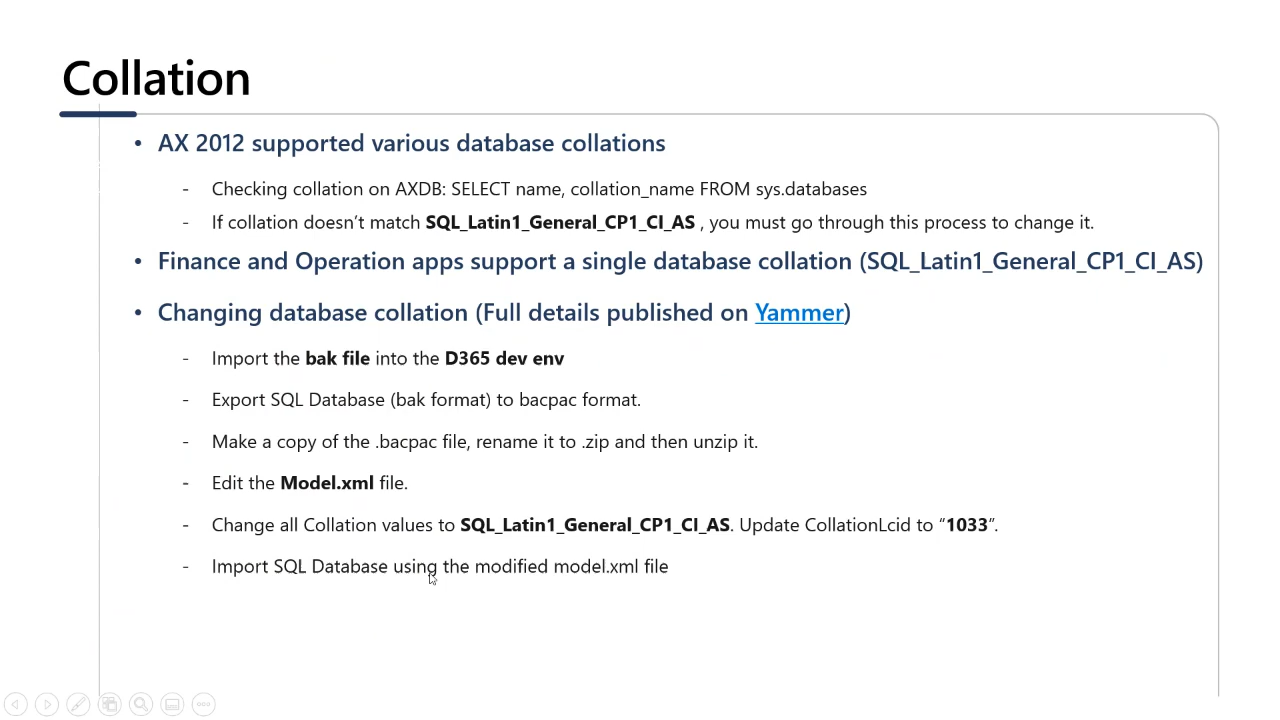 Collation
• AX 2012 supported various database collations
- Checking collation on AXDB: SELECT name, collation_name FROM sys.databases
- If collation doesn’t match SQL_Latin1_General_CP1_CI_AS , you must go through this process to change it.
• Finance and Operation apps support a single database collation (SQL_Latin1_General_CP1_CI_AS)
• Changing database collation (Full details published on Yammer)
- Import the bak file into the D365 dev env
- Export SQL Database (bak format) to bacpac format.
- Make a copy of the .bacpac file, rename it to .zip and then unzip it.
- Edit the Model.xml file.
- Change all Collation values to SQL_Latin1_General_CP1_CI_AS. Update CollationLcid to “1033”.
- Import SQL Database using the modified model.xml file